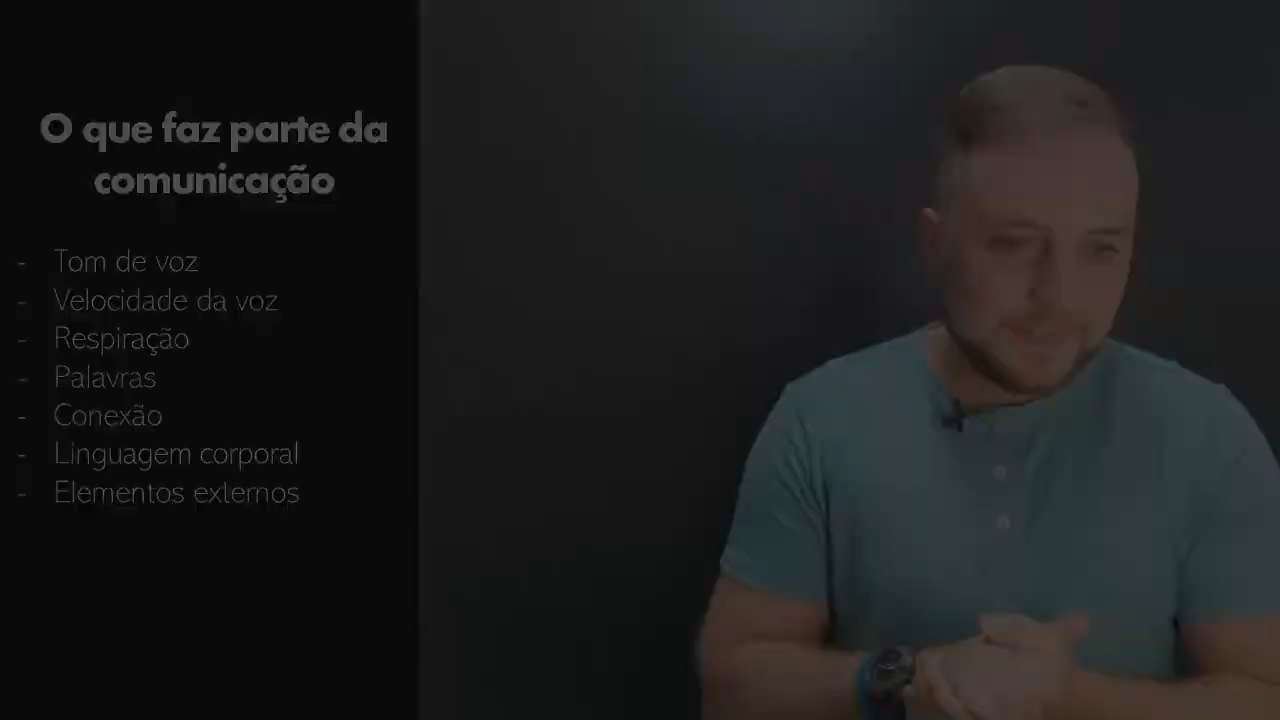 O que faz parte da
comunicação
- Tom de voz
- Velocidade da voz
- Respiração
- Palavras
- Conexão
- Linguagem corporal
- Elementos externos